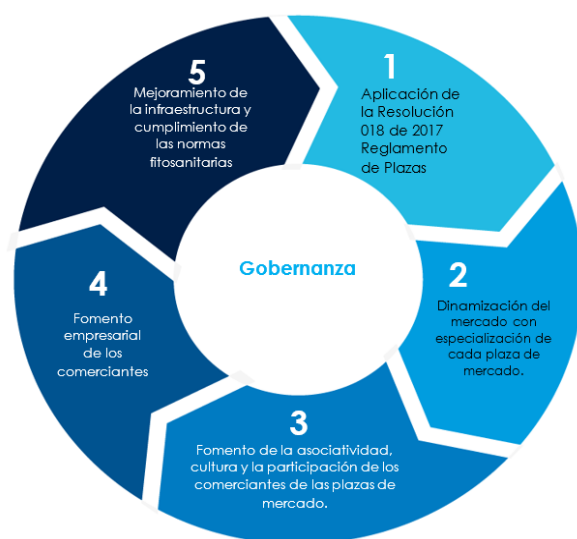 1
Aplicación de
la Resolución
018 de 2017
Reglamento
de Plazas
2
Dinamización del
mercado con
especialización de
cada plaza de
mercado.
3
Fomento de la asociatividad,
cultura y la participación de los
comerciantes de las plazas de
mercado.
4
Fomento
empresarial
de los
comerciantes
5
Mejoramiento de
la infraestructura y
cumplimiento de
las normas
fitosanitarias
Gobernanza